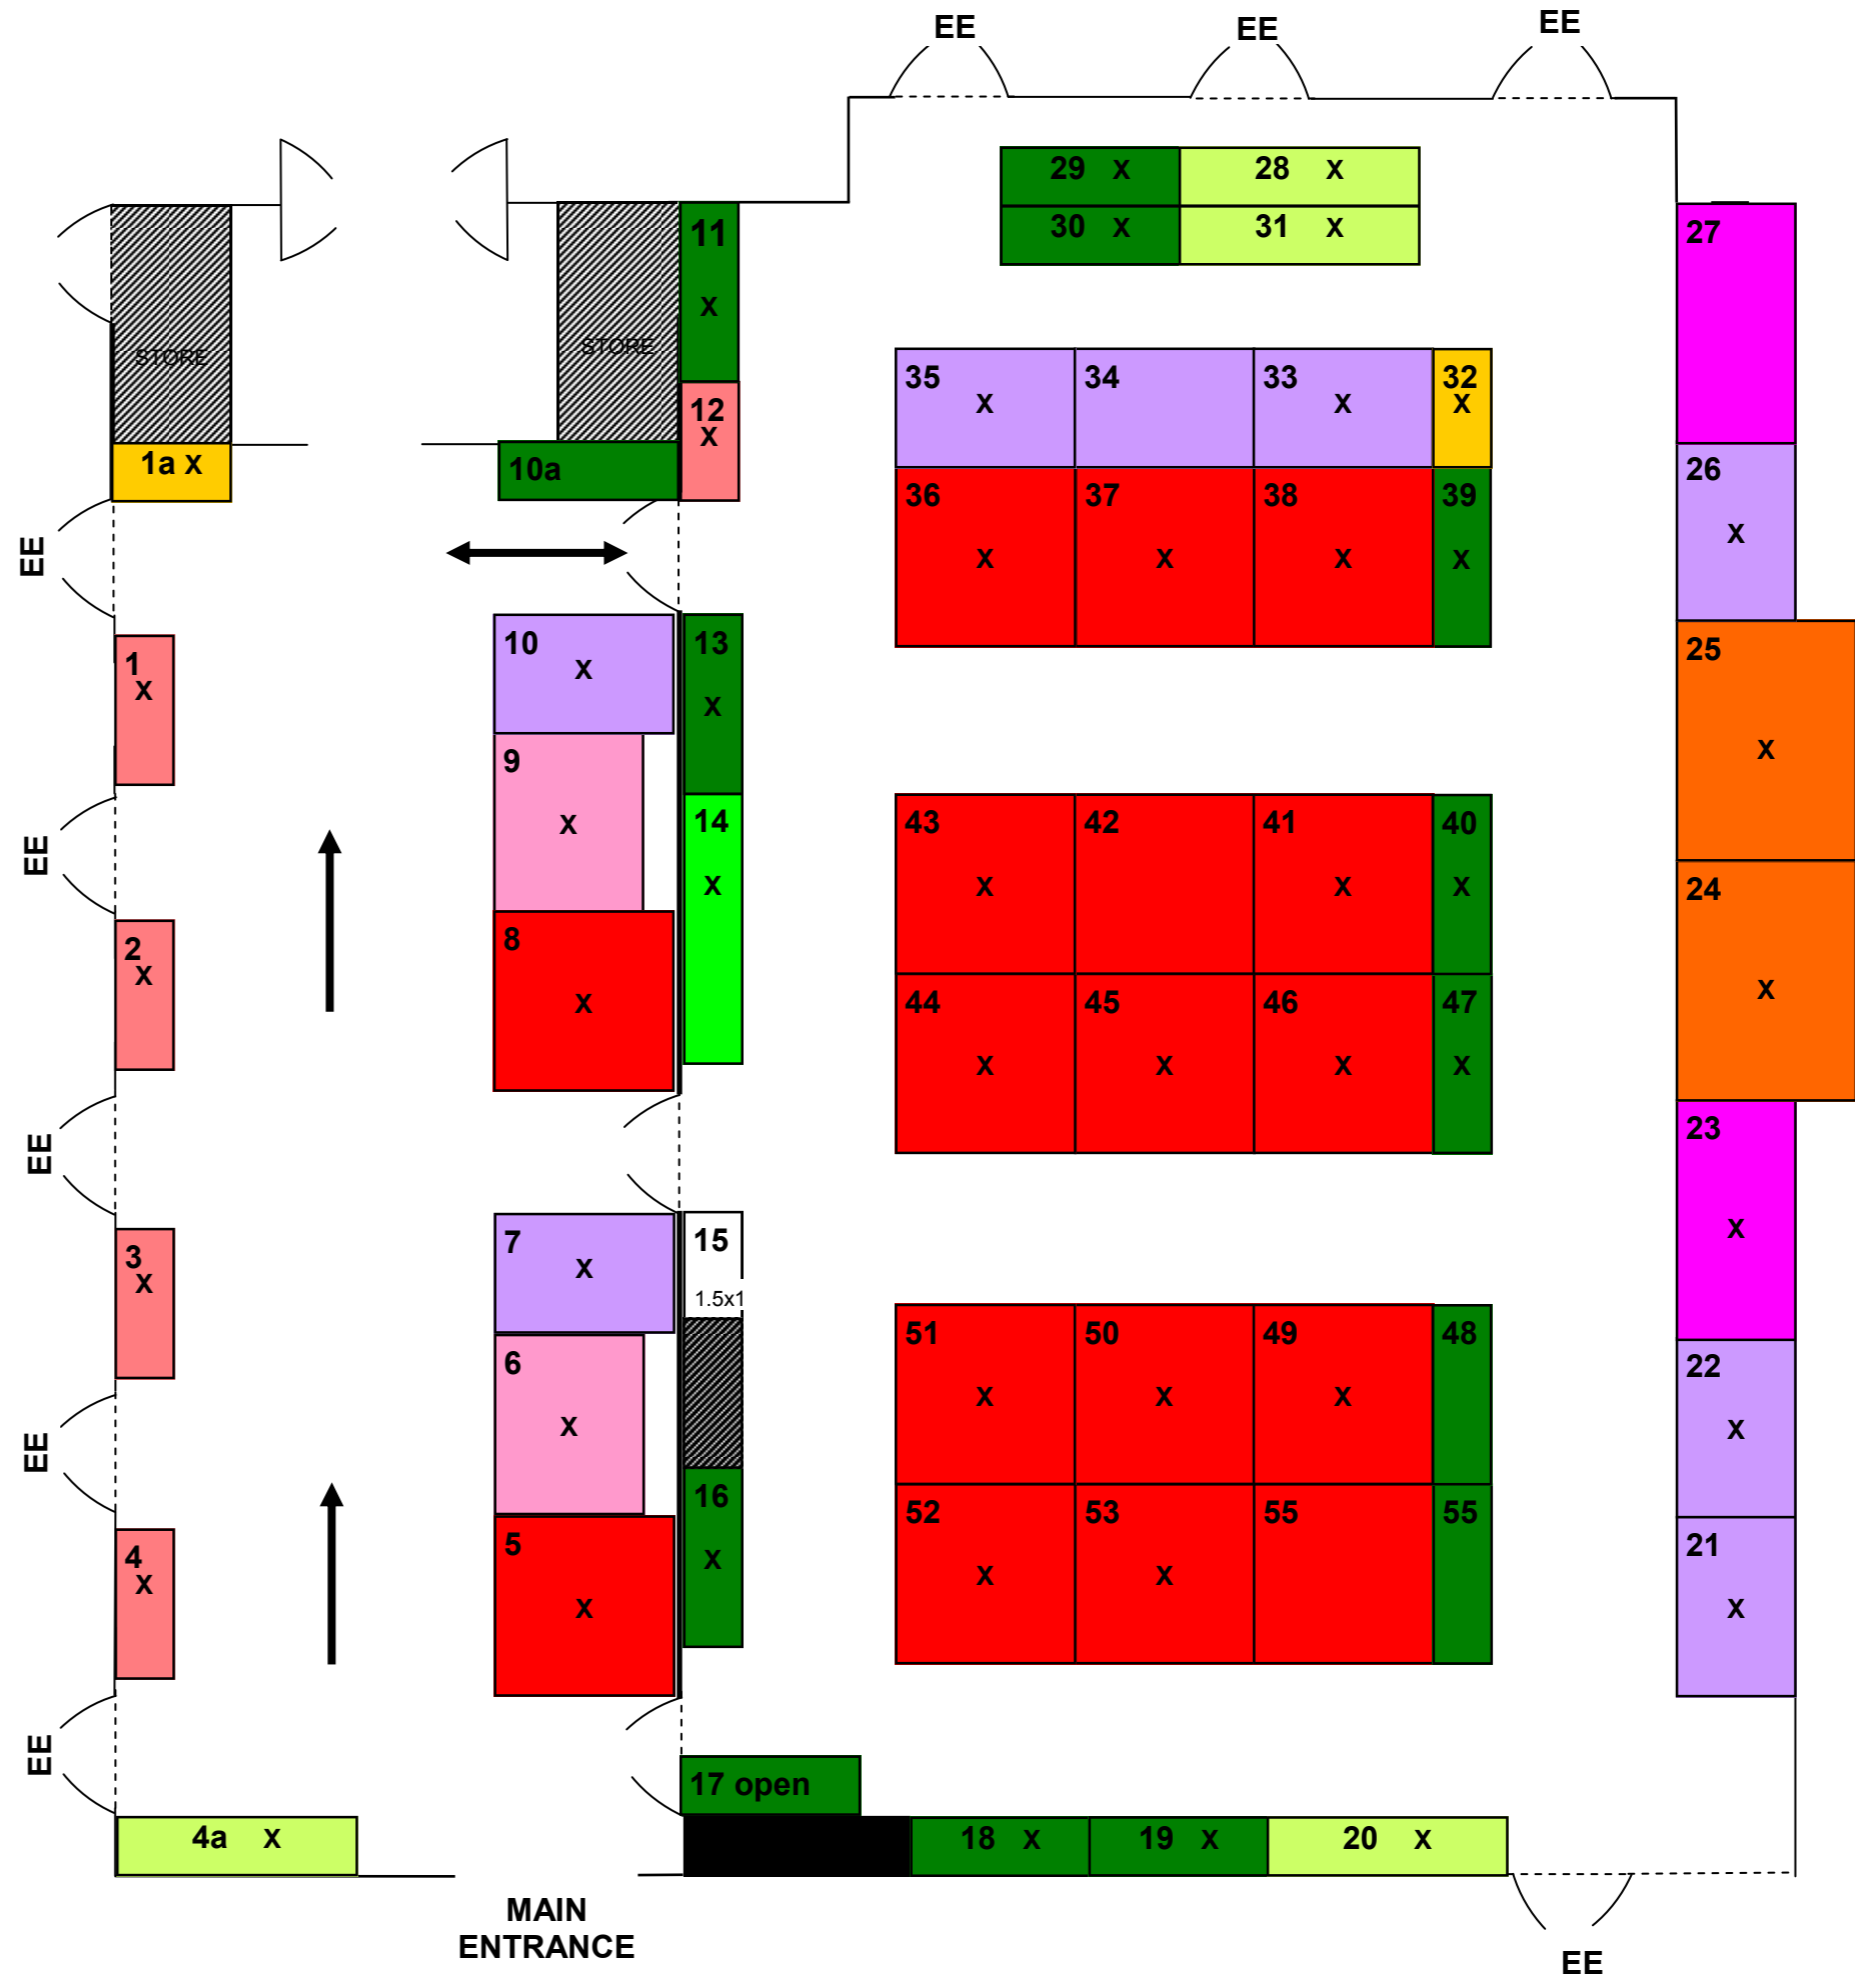 EE
EE
EE
29 X
28 X
30 X
31 X
27
11
X
STORE
STORE
35
X
34
33
X
32
X
12
X
1a X
10a
26
X
36
X
37
X
38
X
39
X
EE
10
X
13
X
25
X
1
X
9
X
14
X
43
X
42
41
X
40
X
EE
24
X
2
X
8
X
44
X
45
X
46
X
47
X
EE
23
X
3
X
7
X
15
1.5x1
51
X
50
X
49
X
48
22
X
6
X
EE
16
X
52
X
53
X
55
55
21
X
4
X
5
X
EE
17 open
4a X
18 X
19 X
20 X
MAIN
ENTRANCE
EE